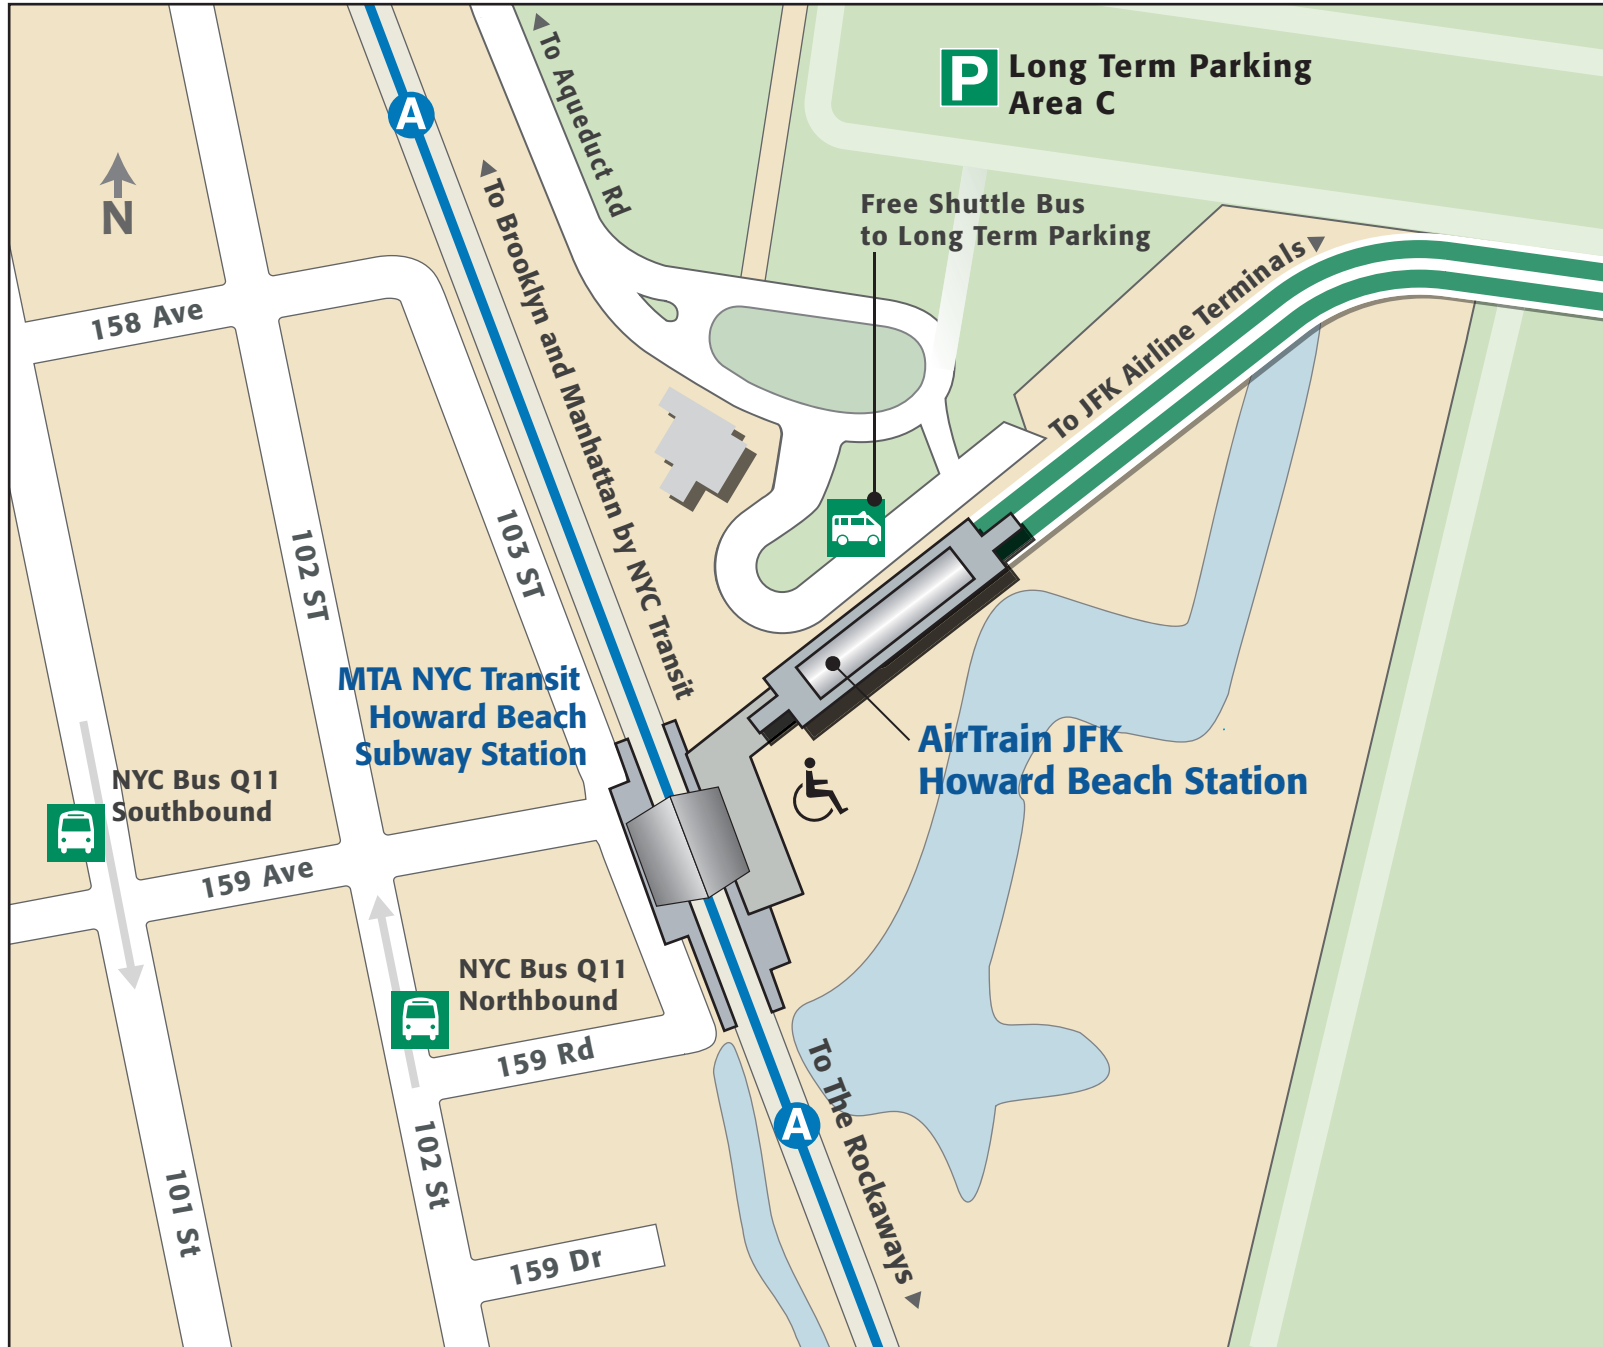 To Aqueduct Rd
A
P
Long Term Parking
Area C
N
To Brooklyn and Manhattan by NYC Transit
Free Shuttle Bus
to Long Term Parking
To JFK Airline Terminals
158 Ave
102 ST
103 ST
MTA NYC Transit
Howard Beach
Subway Station
AirTrain JFK
Howard Beach Station
NYC Bus Q11
Southbound
159 Ave
NYC Bus Q11
Northbound
159 Rd
To The Rockaways
A
101 St
102 St
159 Dr